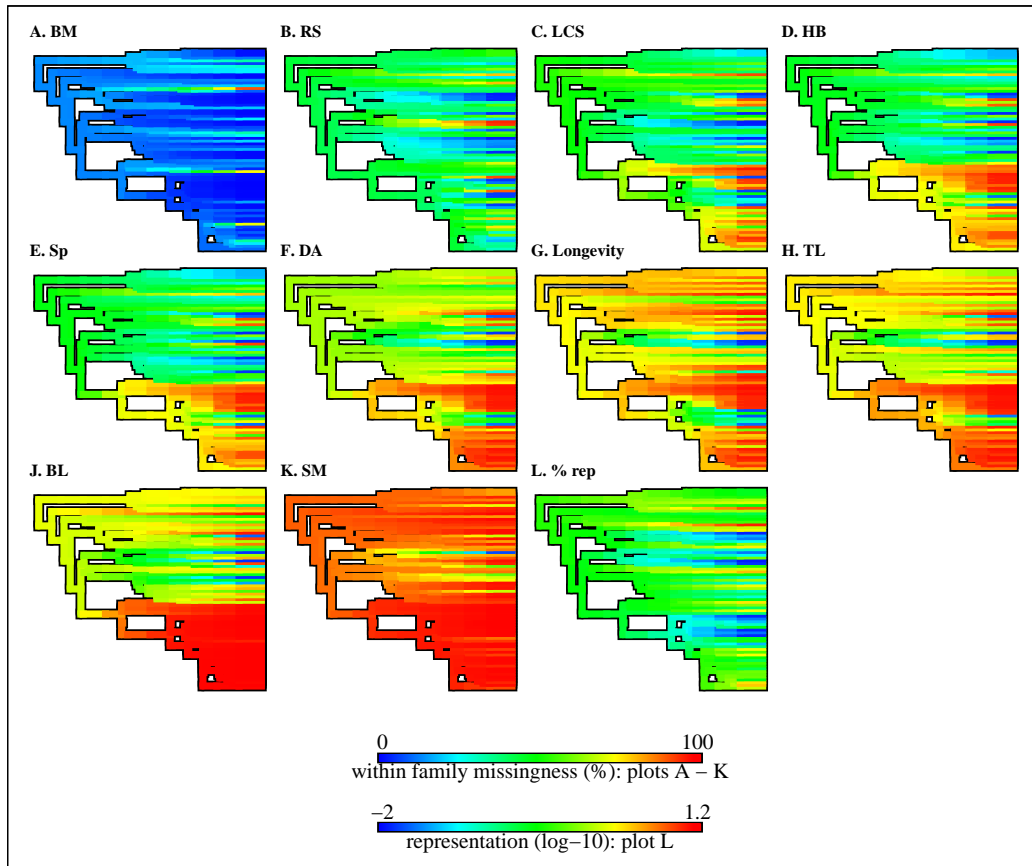 A. BM
B. RS
C. LCS
D. HB
E. Sp
F. DA
G. Longevity
H. TL
J. BL
K. SM
L. % rep
0 100
within family missingness (%): plots A − K
−2 1.2
representation (log−10): plot L